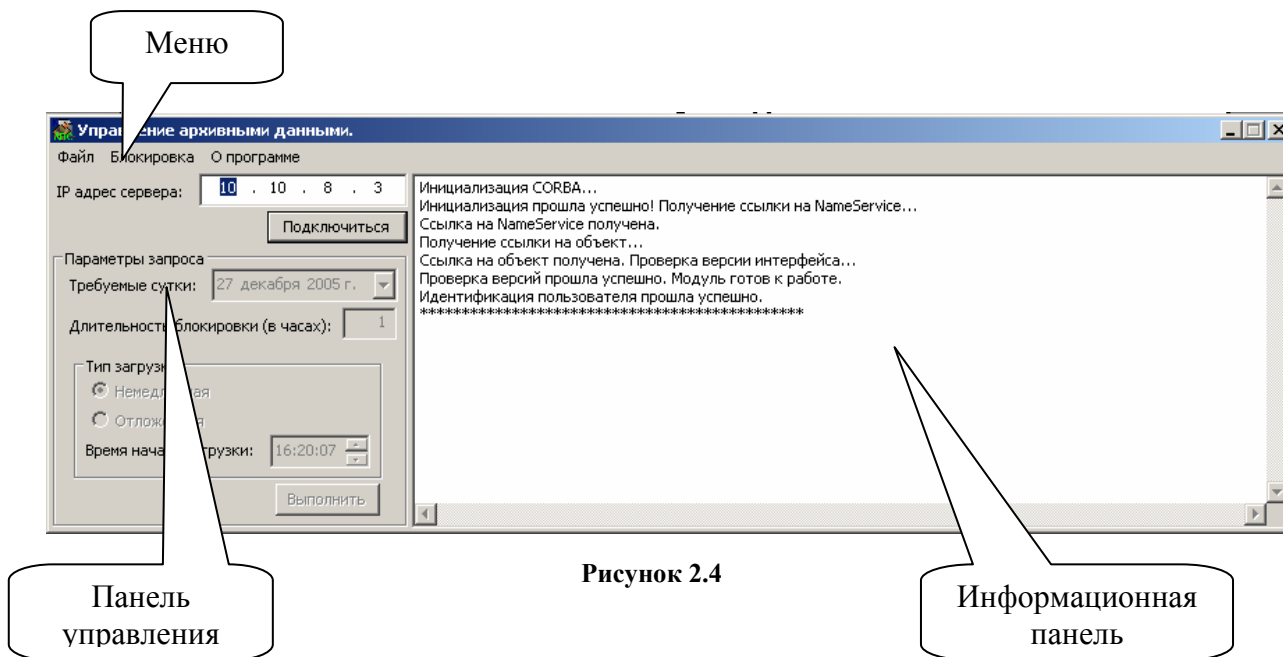 Меню
Управление архивными данными.
Файл Блокировка О программе
IP адрес сервера: 10 . 10 . 8 . 3
Подключиться
Параметры запроса
Требуемые сутки: 27 декабря 2005 г.
Длительность блокировки (в часах): 1
Тип загрузки
Немедленная
Отложенная
Время начала загрузки: 16:20:07
Выполнить
Инициализация CORBA...
Инициализация прошла успешно! Получение ссылки на NameService...
Ссылка на NameService получена.
Получение ссылки на объект...
Ссылка на объект получена. Проверка версии интерфейса...
Проверка версий прошла успешно. Модуль готов к работе.
Идентификация пользователя прошла успешно.
**********************************************
Рисунок 2.4
Панель
управления
Информационная
панель